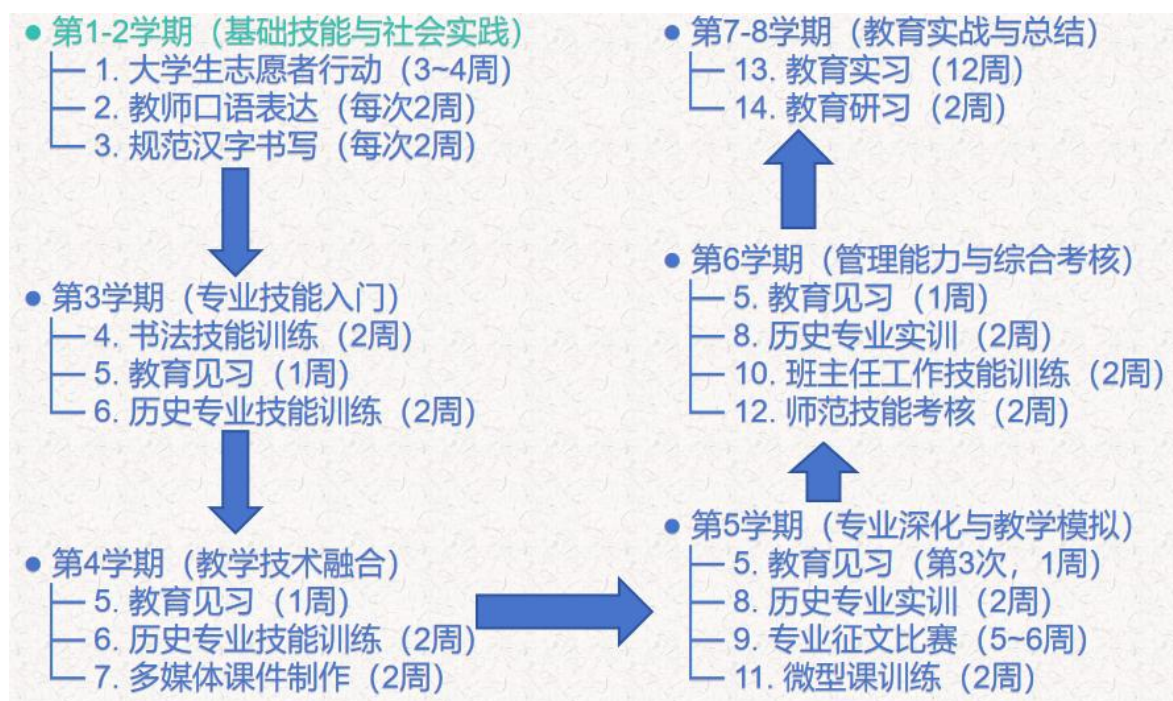 第1-2学期（基础技能与社会实践）
1. 大学生志愿者行动（3~4周）
2. 教师口语表达（每次2周）
3. 规范汉字书写（每次2周）
第3学期（专业技能入门）
4. 书法技能训练（2周）
5. 教育见习（1周）
6. 历史专业技能训练（2周）
第4学期（教学技术融合）
5. 教育见习（1周）
6. 历史专业技能训练（2周）
7. 多媒体课件制作（2周）
第5学期（专业深化与教学模拟）
5. 教育见习（第3次，1周）
8. 历史专业实训（2周）
9. 专业征文比赛（5~6周）
11. 微型课训练（2周）
第6学期（管理能力与综合考核）
5. 教育见习（1周）
8. 历史专业实训（2周）
10. 班主任工作技能训练（2周）
12. 师范技能考核（2周）
第7-8学期（教育实战与总结）
13. 教育实习（12周）
14. 教育研习（2周）